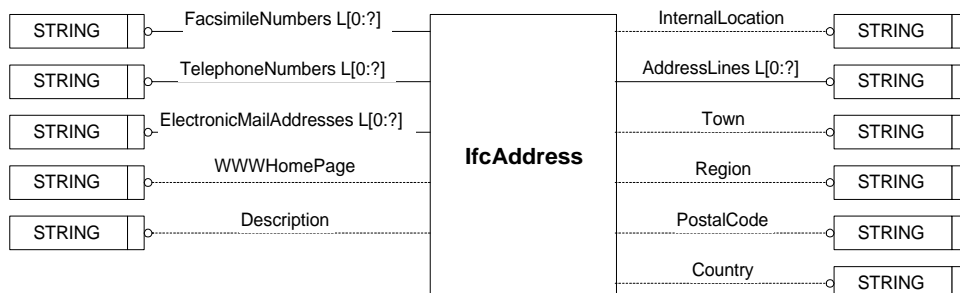 STRING FacsimileNumbers L[0:?] InternalLocation STRING
STRING TelephoneNumbers L[0:?] AddressLines L[0:?] STRING
STRING ElectronicMailAddresses L[0:?] Town STRING
IfcAddress
STRING WWWHomePage Region STRING
STRING Description PostalCode STRING
Country STRING